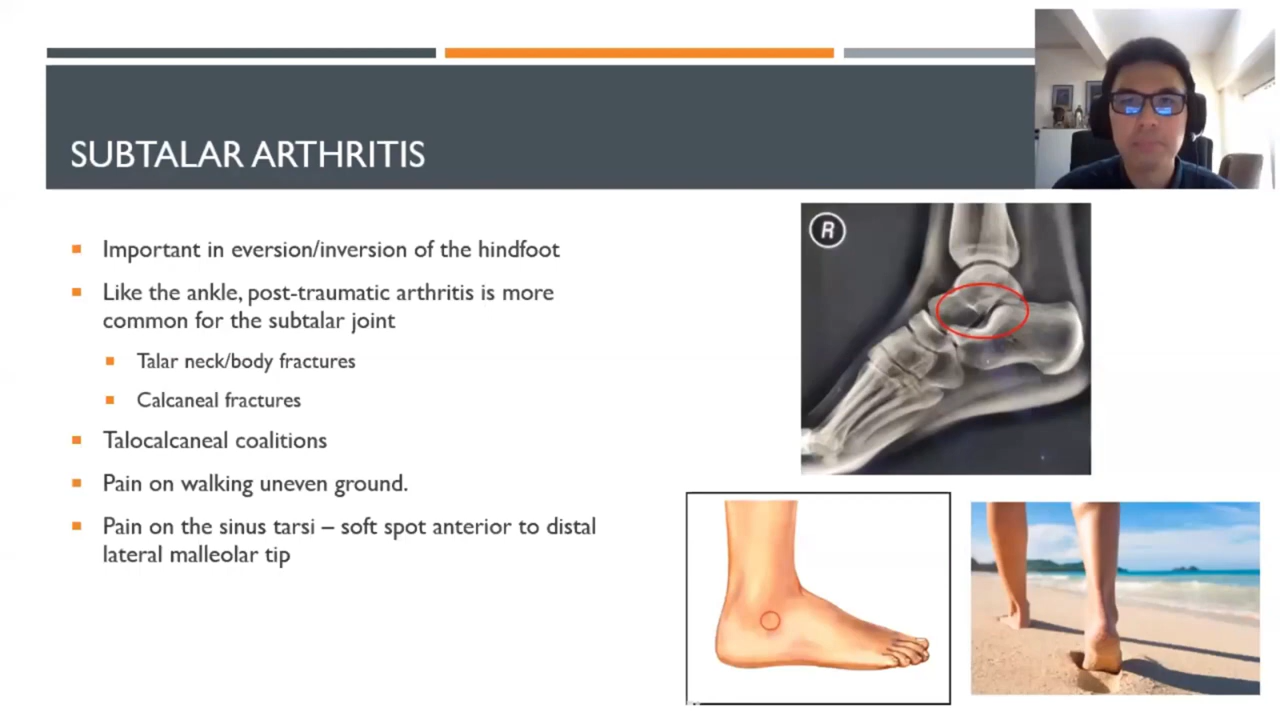 SUBTALAR ARTHRITIS
Important in eversion/inversion of the hindfoot
Like the ankle, post-traumatic arthritis is more
common for the subtalar joint
Talar neck/body fractures
Calcaneal fractures
Talocalcaneal coalitions
Pain on walking uneven ground.
Pain on the sinus tarsi – soft spot anterior to distal
lateral malleolar tip
R